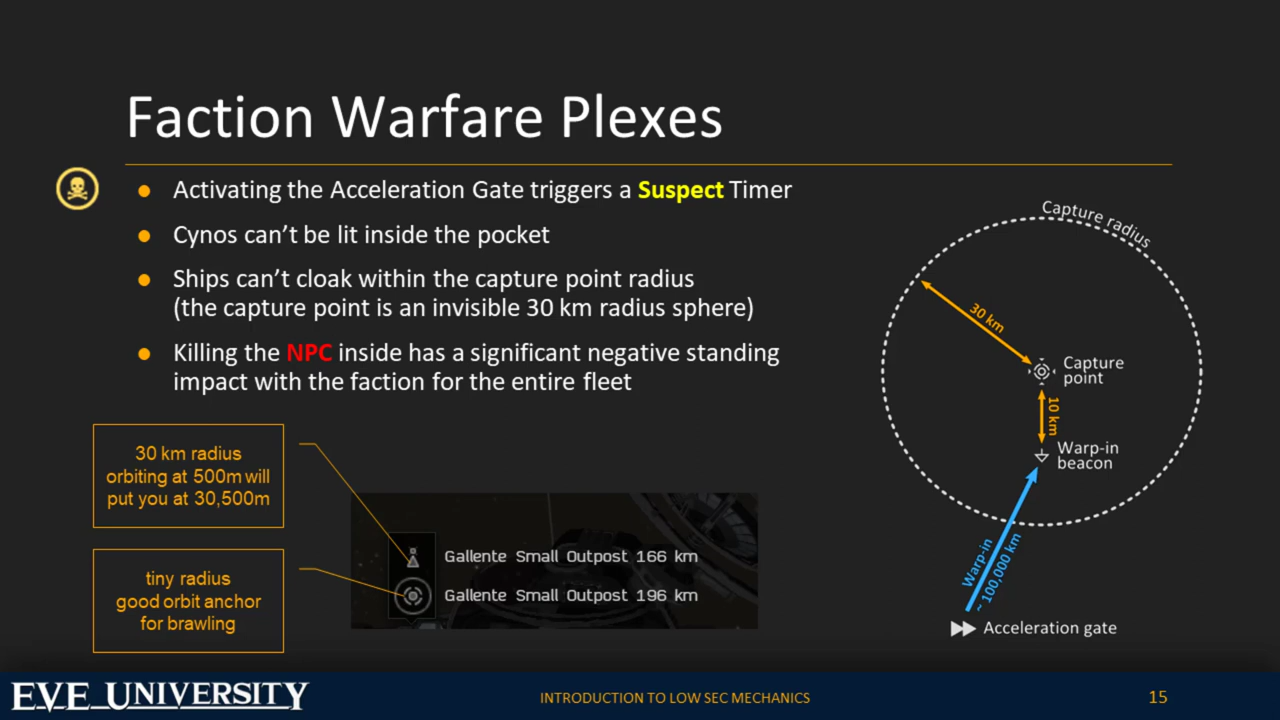 Faction Warfare Plexes
Activating the Acceleration Gate triggers a Suspect Timer
Cynos can’t be lit inside the pocket
Ships can’t cloak within the capture point radius
(the capture point is an invisible 30 km radius sphere)
Killing the NPC inside has a significant negative standing
impact with the faction for the entire fleet
30 km radius
orbiting at 500m will
put you at 30,500m
tiny radius
good orbit anchor
for brawling
Gallente Small Outpost 166 km
Gallente Small Outpost 196 km
Capture radius
30 km
Capture
point
10 km
Warp-in
beacon
Warp-in
~ 100,000 km
Acceleration gate
EVE UNIVERSITY
INTRODUCTION TO LOW SEC MECHANICS
15